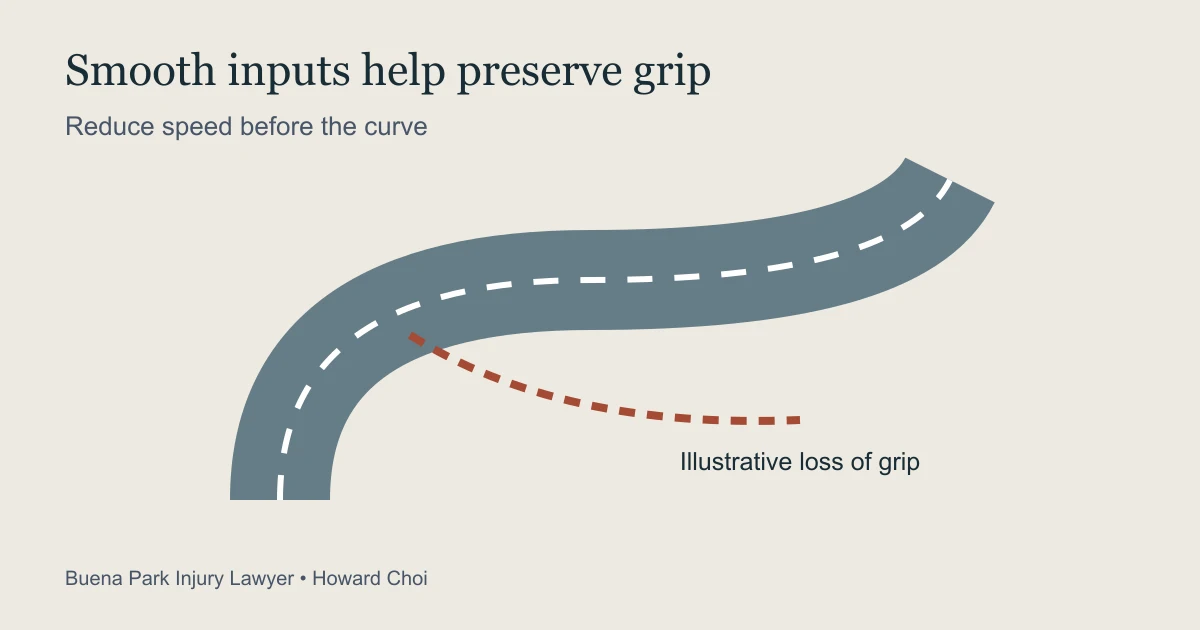 Smooth inputs help preserve grip
Reduce speed before the curve
Illustrative loss of grip
Buena Park Injury Lawyer • Howard Choi